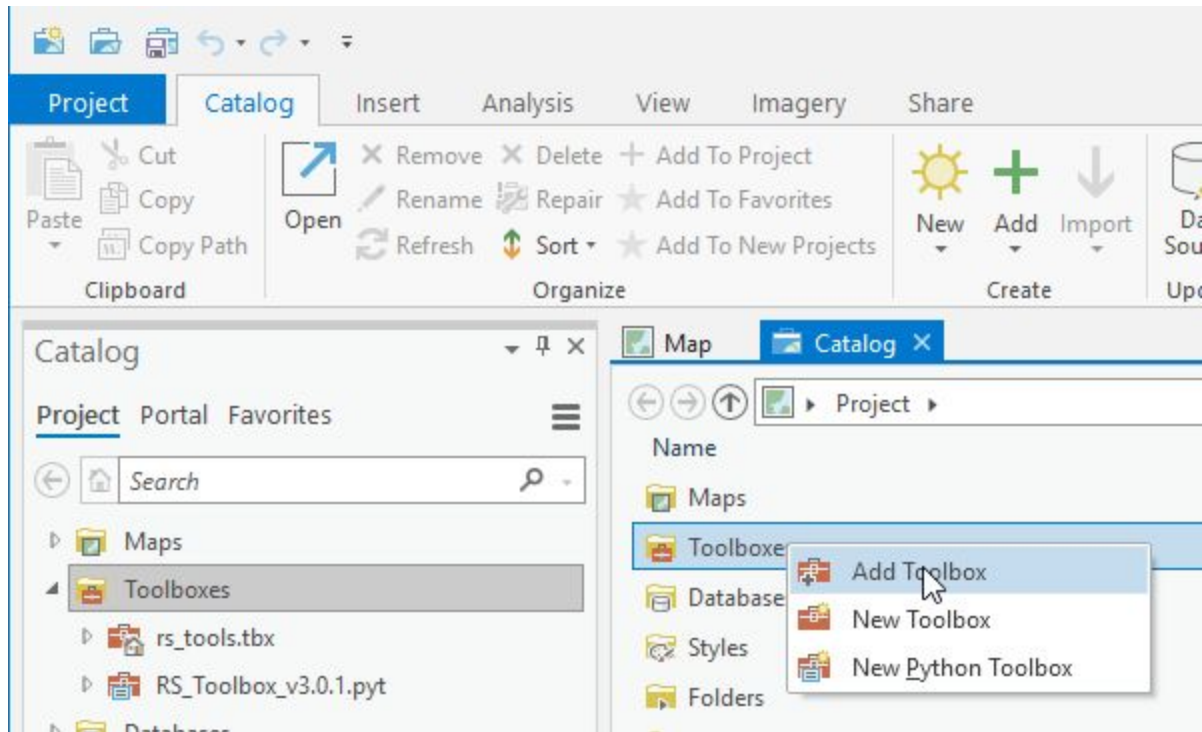 Project Catalog Insert Analysis View Imagery Share
Cut Remove Delete Add To Project
Paste Copy Open Rename Repair Add To Favorites New Add Import
Copy Path Refresh Sort Add To New Projects
Clipboard Organize Create
Catalog
Project Portal Favorites
Search
Maps
Toolboxes
rs_tools.tbx
RS_Toolbox_v3.0.1.pyt
Databases
Map Catalog
Project
Name
Maps
Toolboxe
Database
Styles
Folders
Add Toolbox
New Toolbox
New Python Toolbox